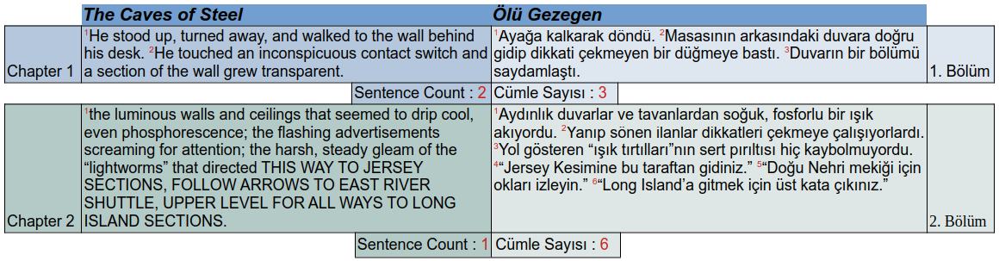 The Caves of Steel
Ölü Gezegen
Chapter 1
¹He stood up, turned away, and walked to the wall behind
his desk. ²He touched an inconspicuous contact switch and
a section of the wall grew transparent.
¹Ayağa kalkarak döndü. ²Masasının arkasındaki duvara doğru
gidip dikkati çekmeyen bir düğmeye bastı. ³Duvarın bir bölümü
saydamlaştı.
1. Bölüm
Sentence Count : 2
Cümle Sayısı : 3
Chapter 2
¹the luminous walls and ceilings that seemed to drip cool,
even phosphorescence; the flashing advertisements
screaming for attention; the harsh, steady gleam of the
“lightworms” that directed THIS WAY TO JERSEY
SECTIONS, FOLLOW ARROWS TO EAST RIVER
SHUTTLE, UPPER LEVEL FOR ALL WAYS TO LONG
ISLAND SECTIONS.
¹Aydınlık duvarlar ve tavanlardan soğuk, fosforlu bir ışık
akıyordu. ²Yanıp sönen ilanlar dikkatleri çekmeye çalışıyorlardı.
³Yol gösteren “ışık tırtılları”nın sert pırıltısı hiç kaybolmuyordu.
⁴“Jersey Kesimine bu taraftan gidiniz.” ⁵“Doğu Nehri mekiği için
okları izleyin.” ⁶“Long Island’a gitmek için üst kata çıkınız.”
2. Bölüm
Sentence Count : 1
Cümle Sayısı : 6